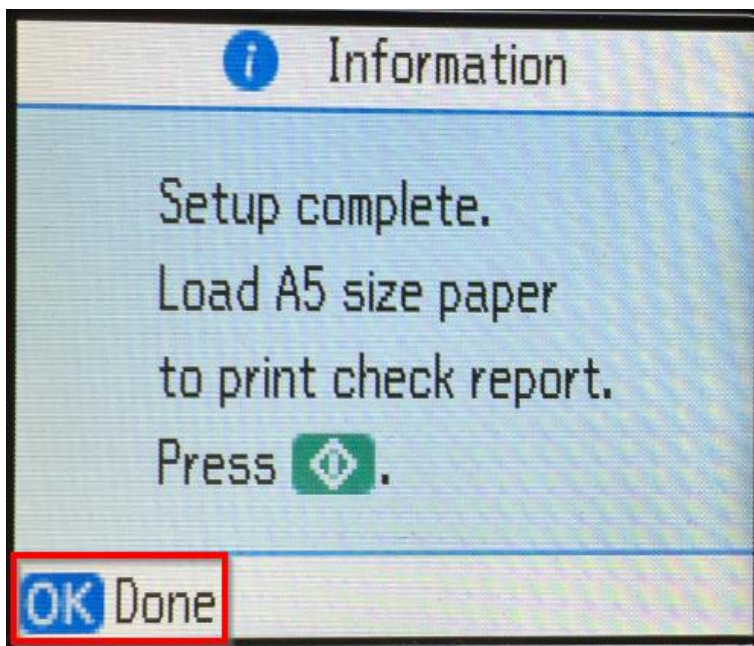 i Information
Setup complete.
Load A5 size paper
to print check report.
Press .
OK Done